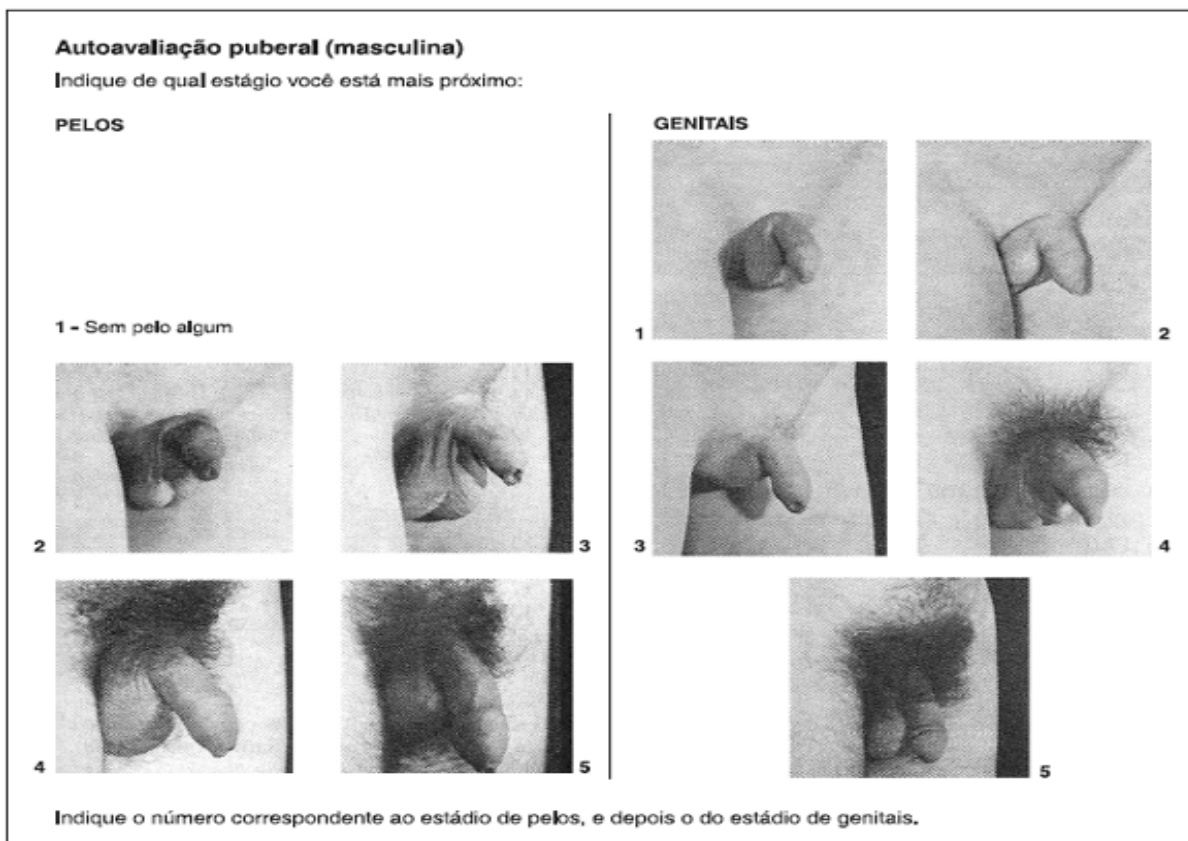 Autoavaliação puberal (masculina)
Indique de qual estágio você está mais próximo:
PELOS
1 - Sem pelo algum
2
3
4
5
GENITAIS
1
2
3
4
5
Indique o número correspondente ao estádio de pelos, e depois o do estádio de genitais.